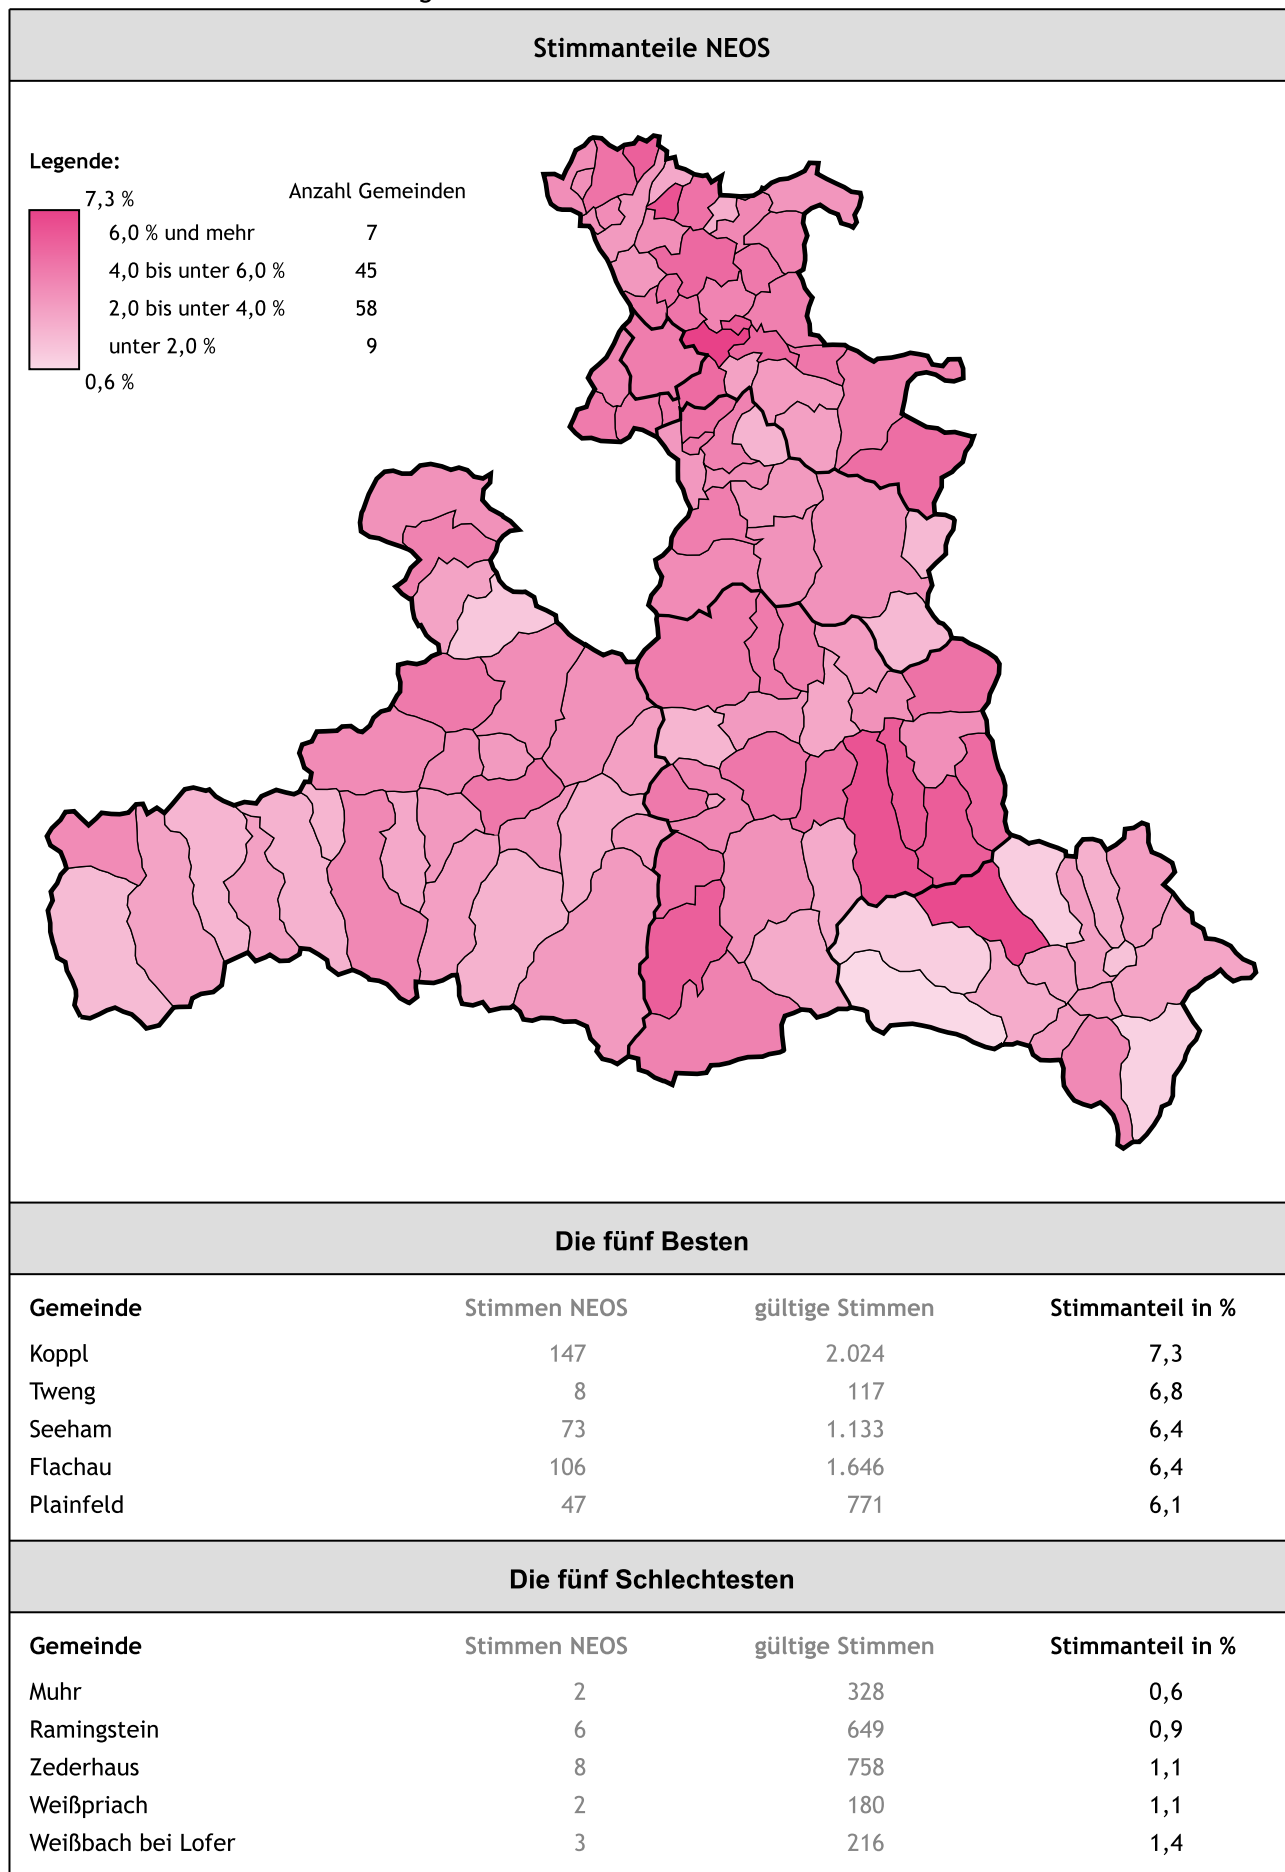 Stimmanteile NEOS
Legende:
Anzahl Gemeinden
7,3 %
6,0 % und mehr 7
4,0 bis unter 6,0 % 45
2,0 bis unter 4,0 % 58
unter 2,0 % 9
0,6 %
Die fünf Besten
Gemeinde Stimmen NEOS gültige Stimmen Stimmanteil in %
Koppl 147 2.024 7,3
Tweng 8 117 6,8
Seeham 73 1.133 6,4
Flachau 106 1.646 6,4
Plainfeld 47 771 6,1
Die fünf Schlechtesten
Gemeinde Stimmen NEOS gültige Stimmen Stimmanteil in %
Muhr 2 328 0,6
Ramingstein 6 649 0,9
Zederhaus 8 758 1,1
Weißpriach 2 180 1,1
Weißbach bei Lofer 3 216 1,4